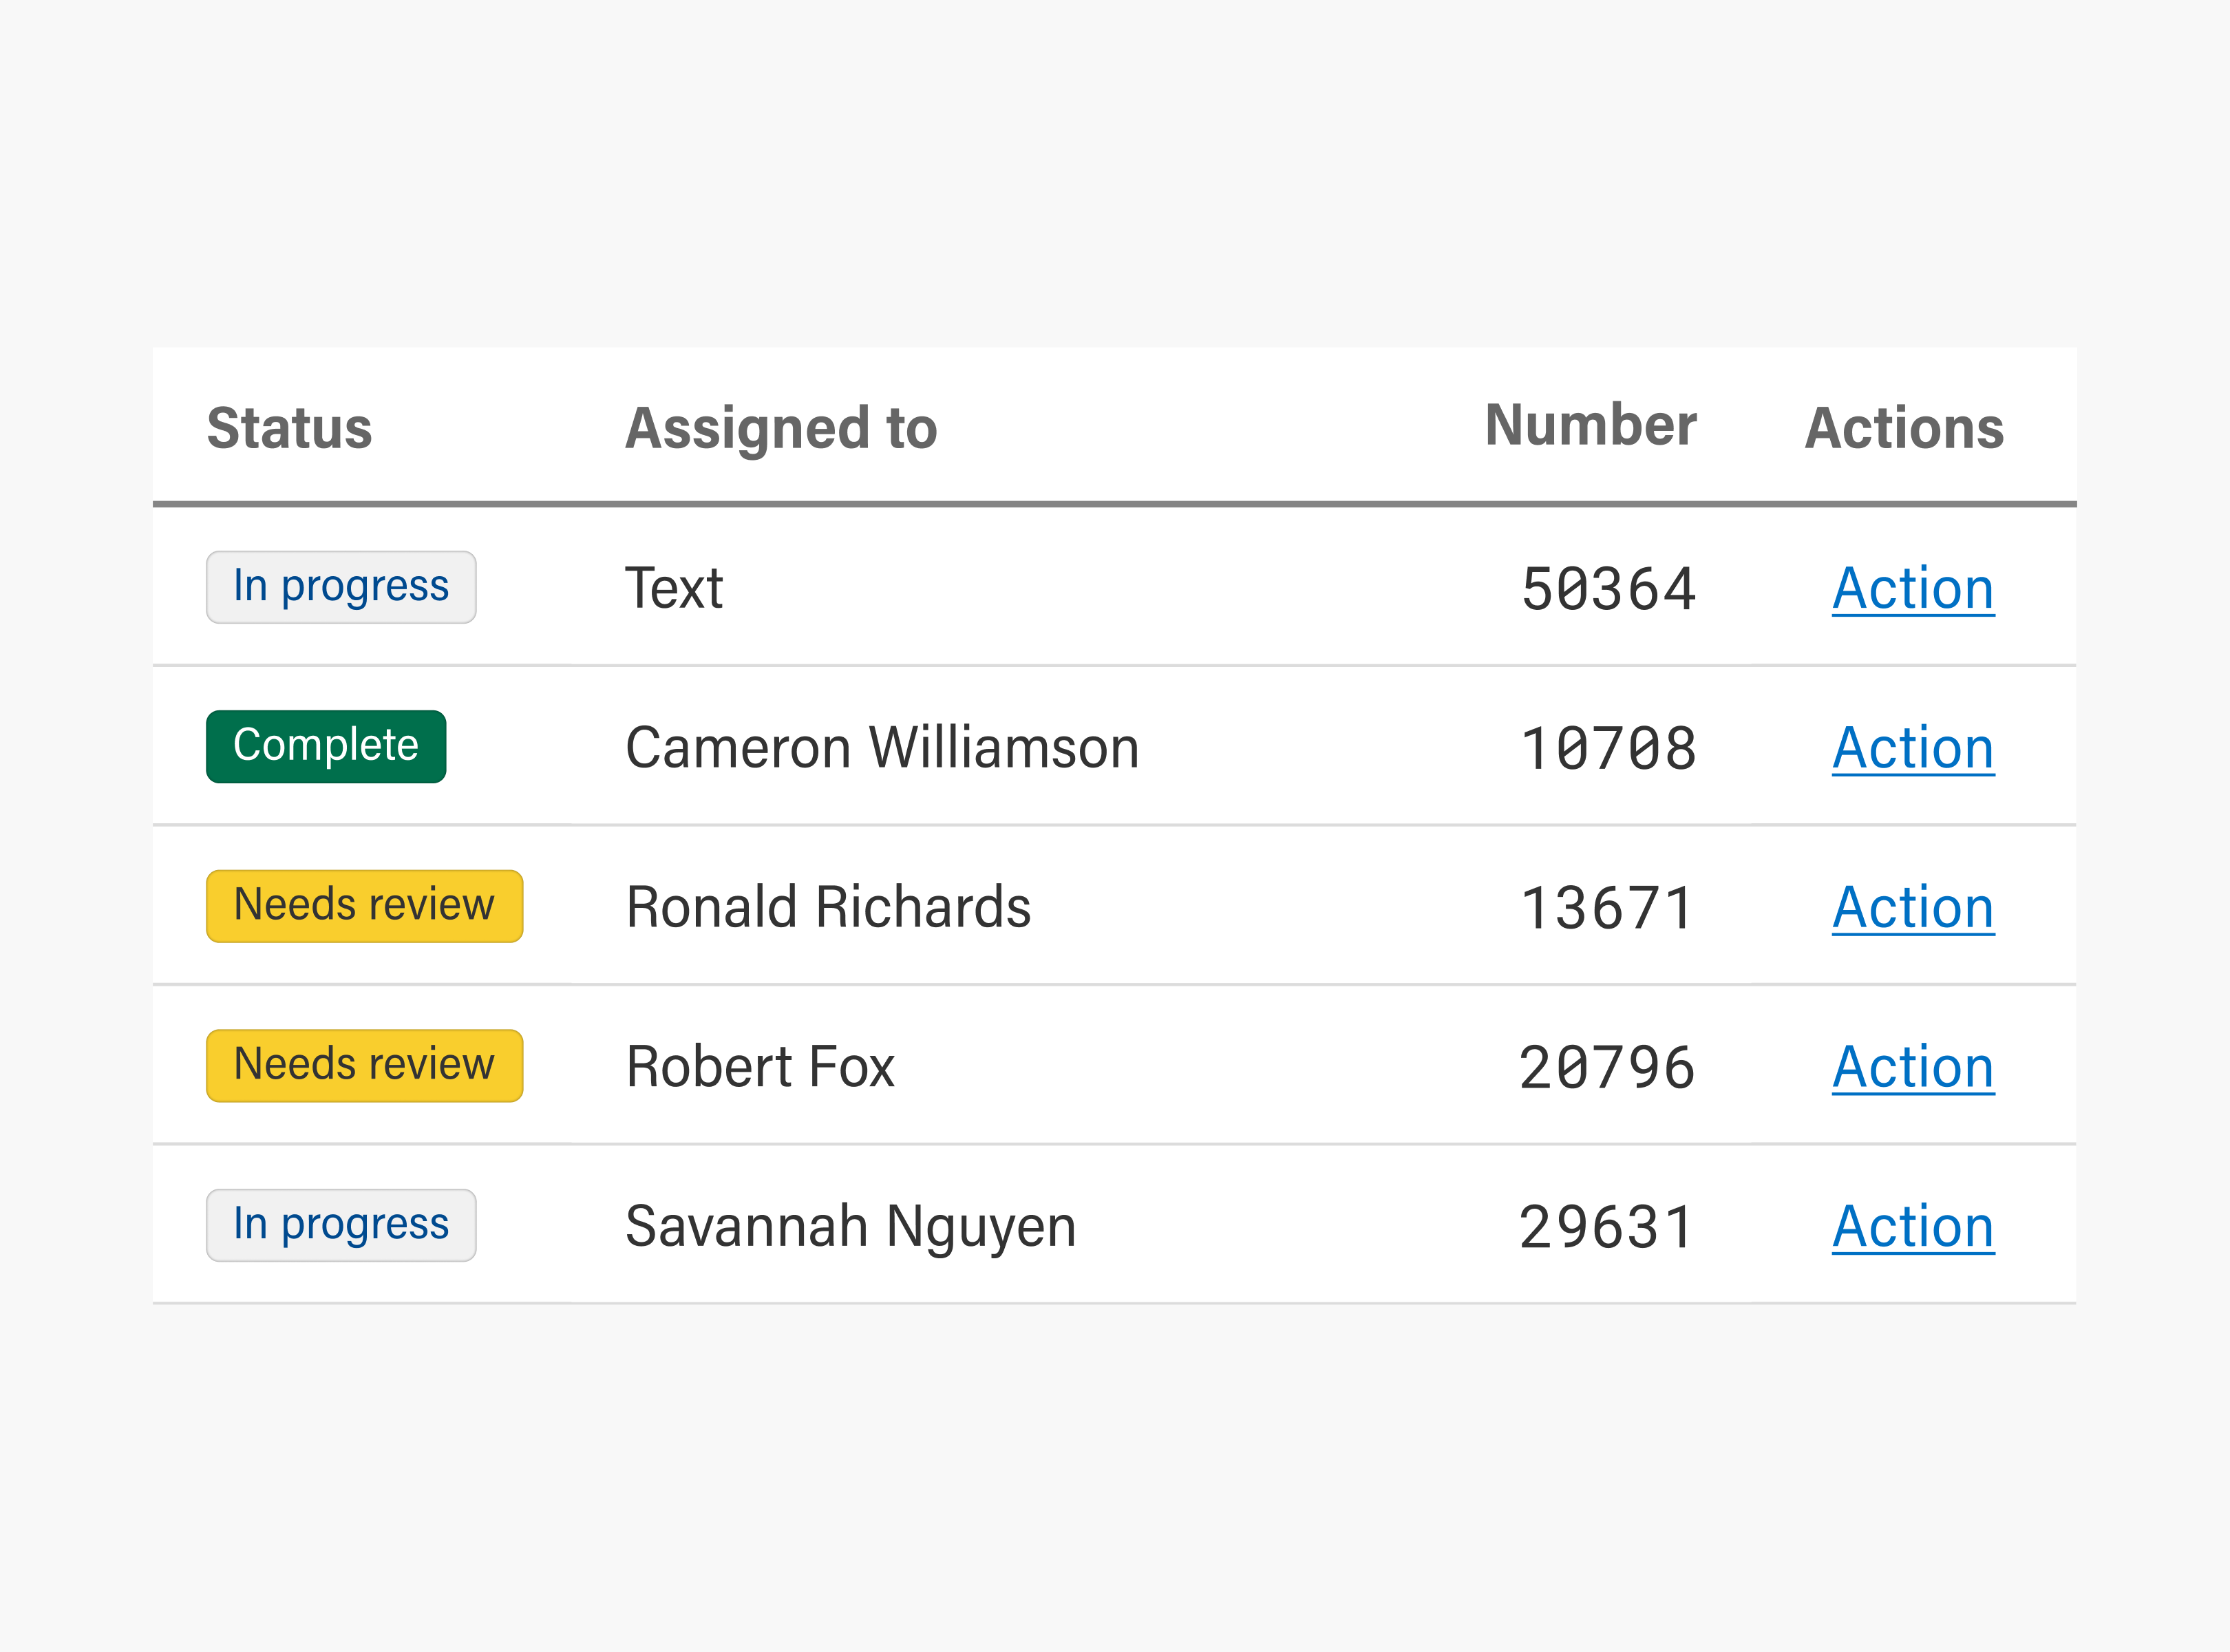 Status Assigned to Number Actions
In progress Text 50364 Action
Complete Cameron Williamson 10708 Action
Needs review Ronald Richards 13671 Action
Needs review Robert Fox 20796 Action
In progress Savannah Nguyen 29631 Action